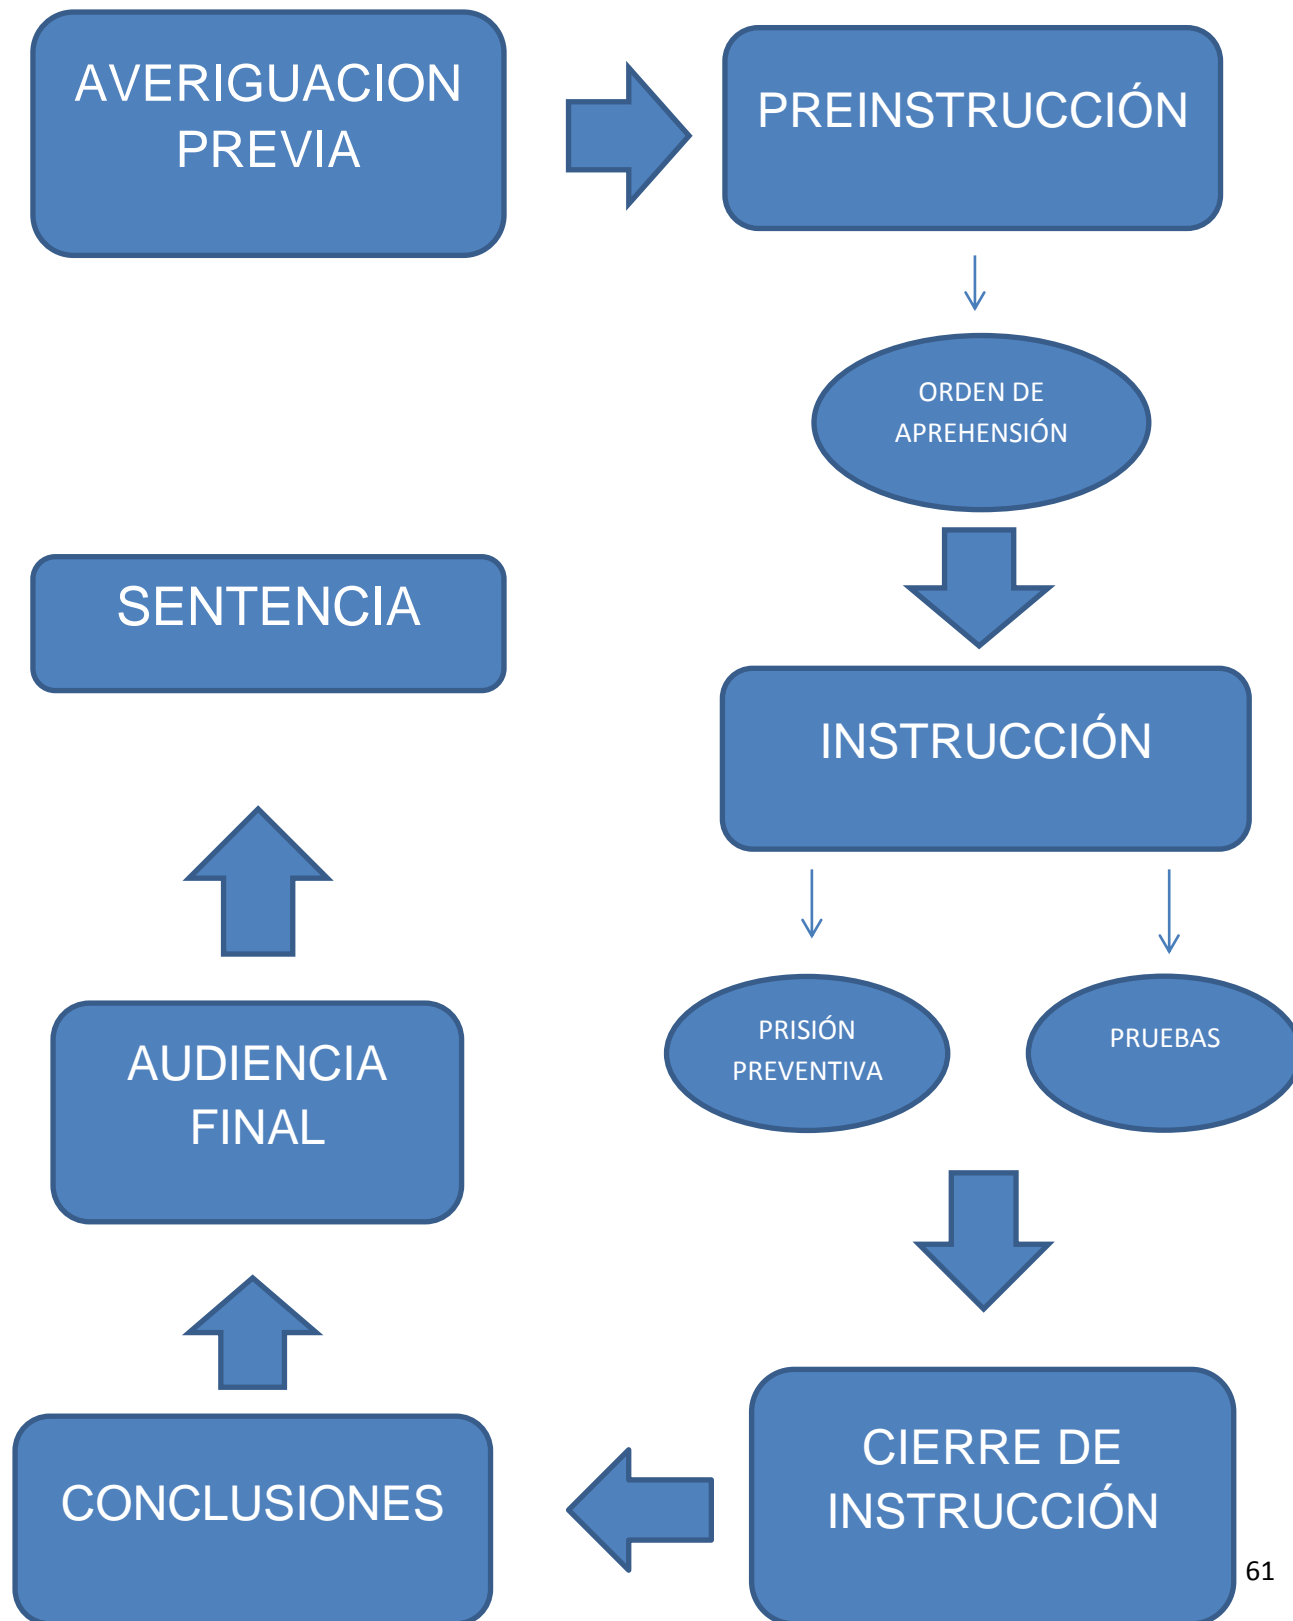 AVERIGUACION
PREVIA
PREINSTRUCCIÓN
ORDEN DE
APREHENSIÓN
INSTRUCCIÓN
PRISIÓN
PREVENTIVA
PRUEBAS
CIERRE DE
INSTRUCCIÓN
CONCLUSIONES
AUDIENCIA
FINAL
SENTENCIA
61